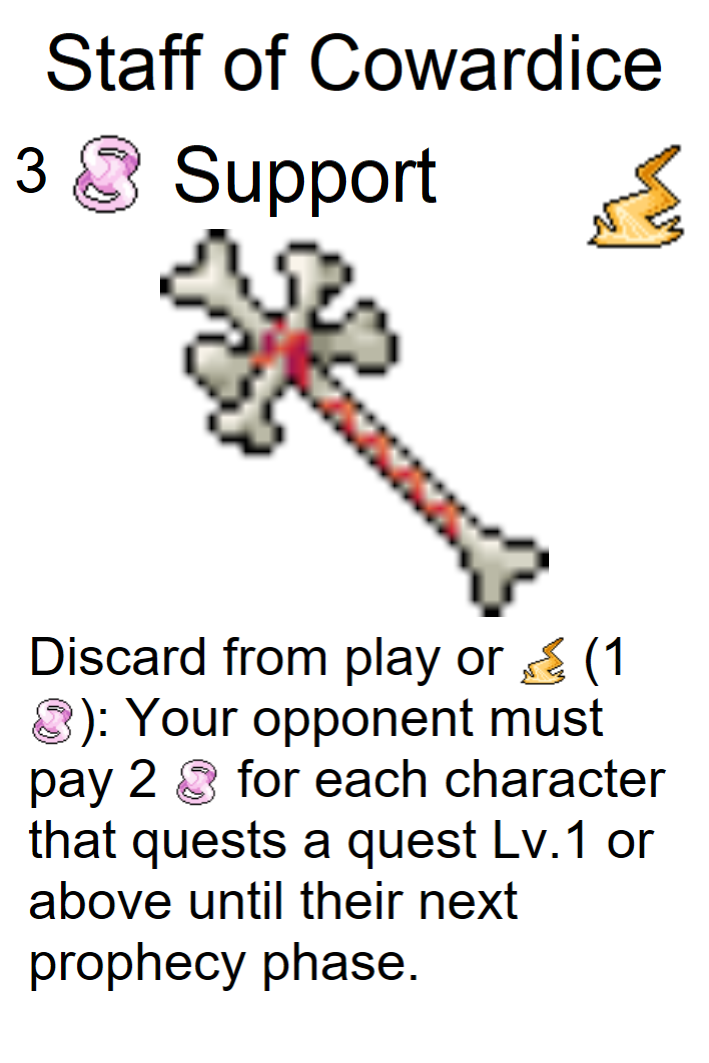 Staff of Cowardice
3 Support
Discard from play or (1
): Your opponent must
pay 2 for each character
that quests a quest Lv.1 or
above until their next
prophecy phase.